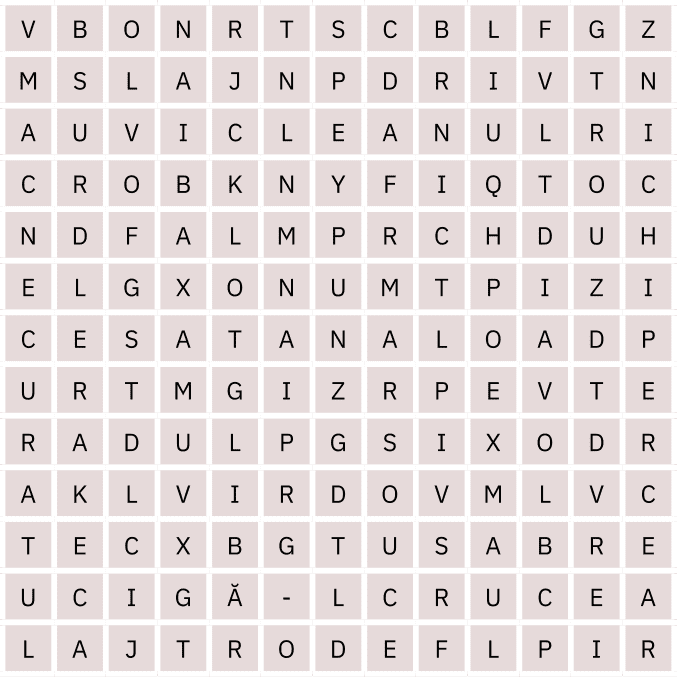 V B O N R T S C B L F G Z
M S L A J N P D R I V T N
A U V I C L E A N U L R I
C R O B K N Y F I Q T O C
N D F A L M P R C H D U H
E L G X O N U M T P I Z I
C E S A T A N A L O A D P
U R T M G I Z R P E V T E
R A D U L P G S I X O D R
A K L V I R D O V M L V C
T E C X B G T U S A B R E
U C I G Ă - L C R U C E A
L A J T R O D E F L P I R